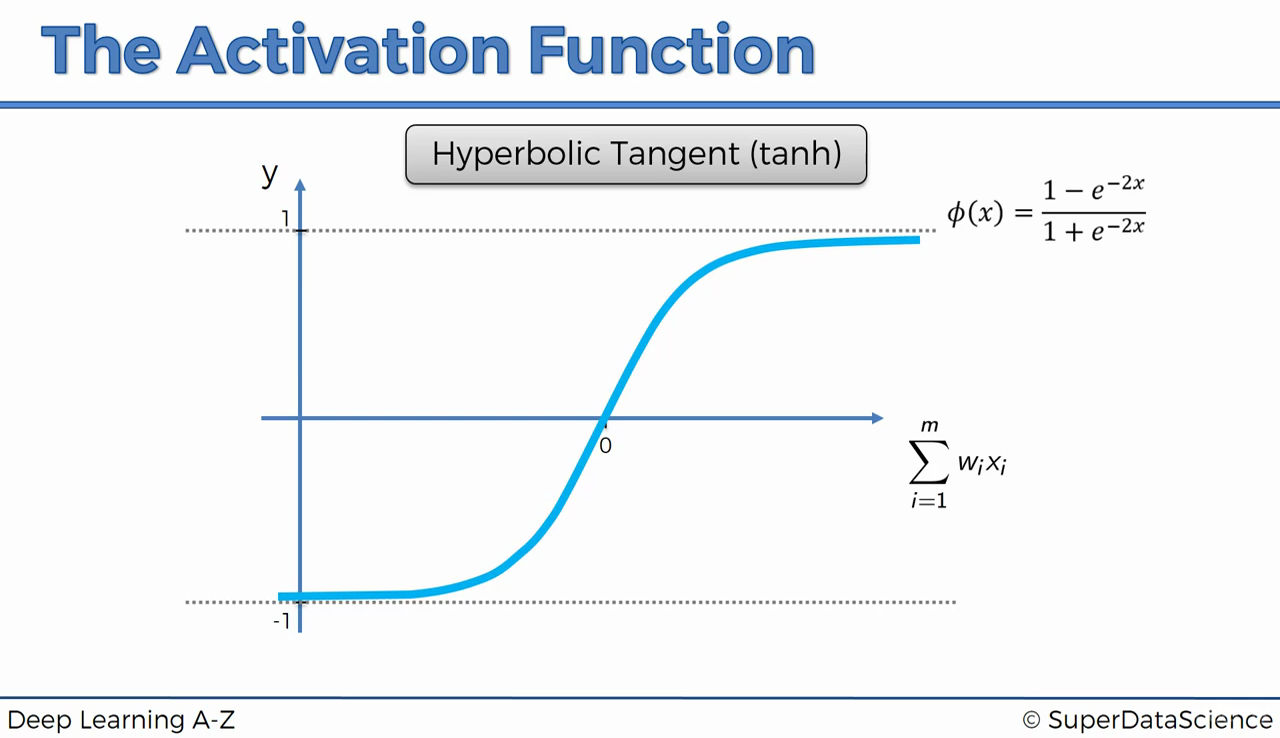 The Activation Function
Hyperbolic Tangent (tanh)
y
1
ϕ(x) = \frac{1 − e^{−2x}}{1 + e^{−2x}}
0
\sum_{i=1}^{m} w_i x_i
-1
Deep Learning A-Z
© SuperDataScience